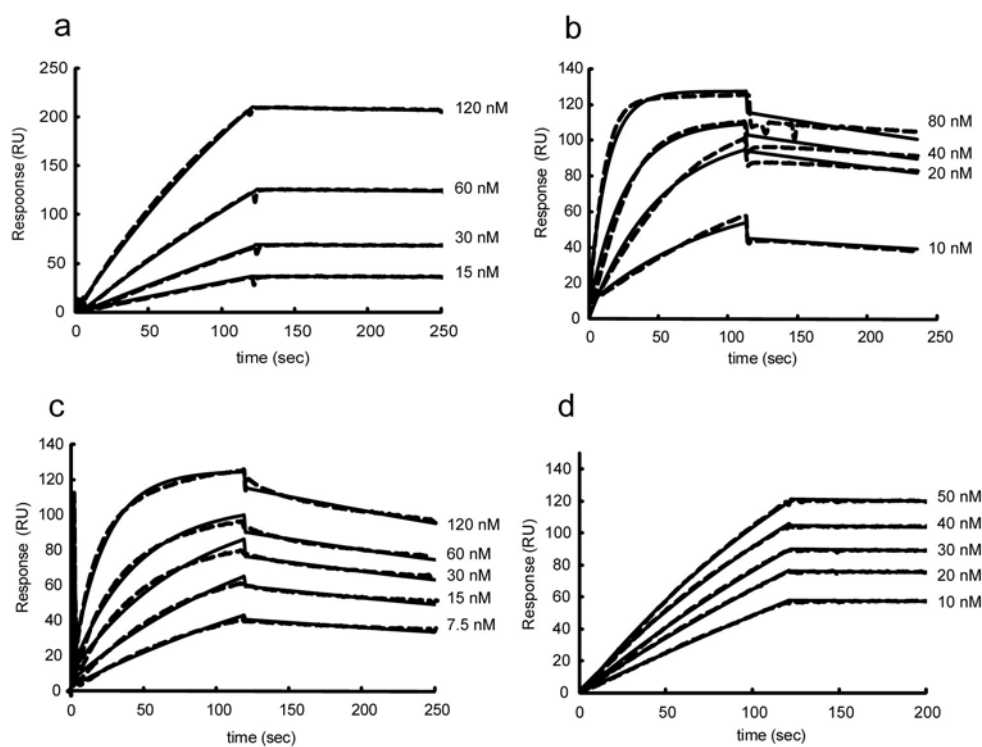 a
250
200
150
100
50
0
Respoonse (RU)
0 50 100 150 200 250
time (sec)
120 nM
60 nM
30 nM
15 nM
b
140
120
100
80
60
40
20
0
Response (RU)
0 50 100 150 200 250
time (sec)
80 nM
40 nM
20 nM
10 nM
c
140
120
100
80
60
40
20
0
Response (RU)
0 50 100 150 200 250
time (sec)
120 nM
60 nM
30 nM
15 nM
7.5 nM
d
140
120
100
80
60
40
20
0
Response (RU)
0 50 100 150 200
time (sec)
50 nM
40 nM
30 nM
20 nM
10 nM